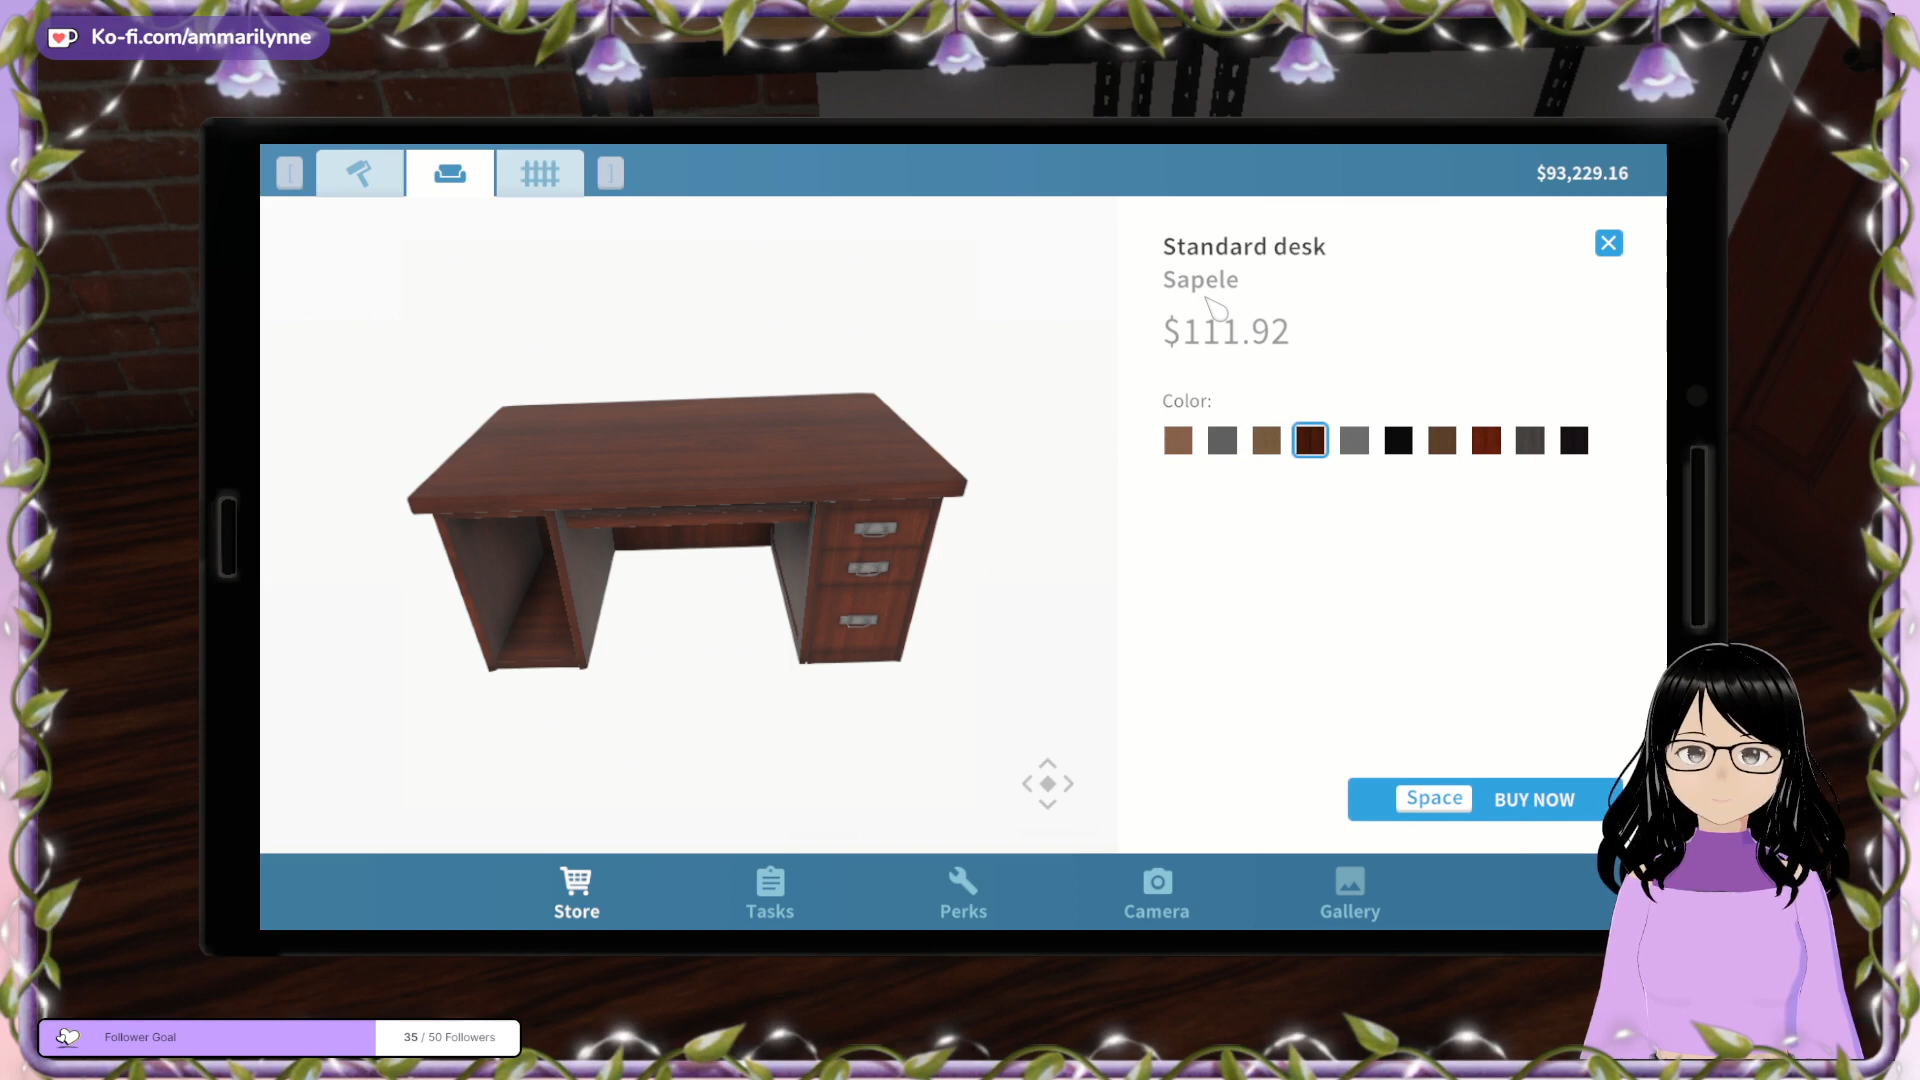 Ko-fi.com/ammarilynne
[
]
$93,229.16
Standard desk
Sapele
$111.92
Color:
Space BUY NOW
Store
Tasks
Perks
Camera
Gallery
Follower Goal
35 / 50 Followers